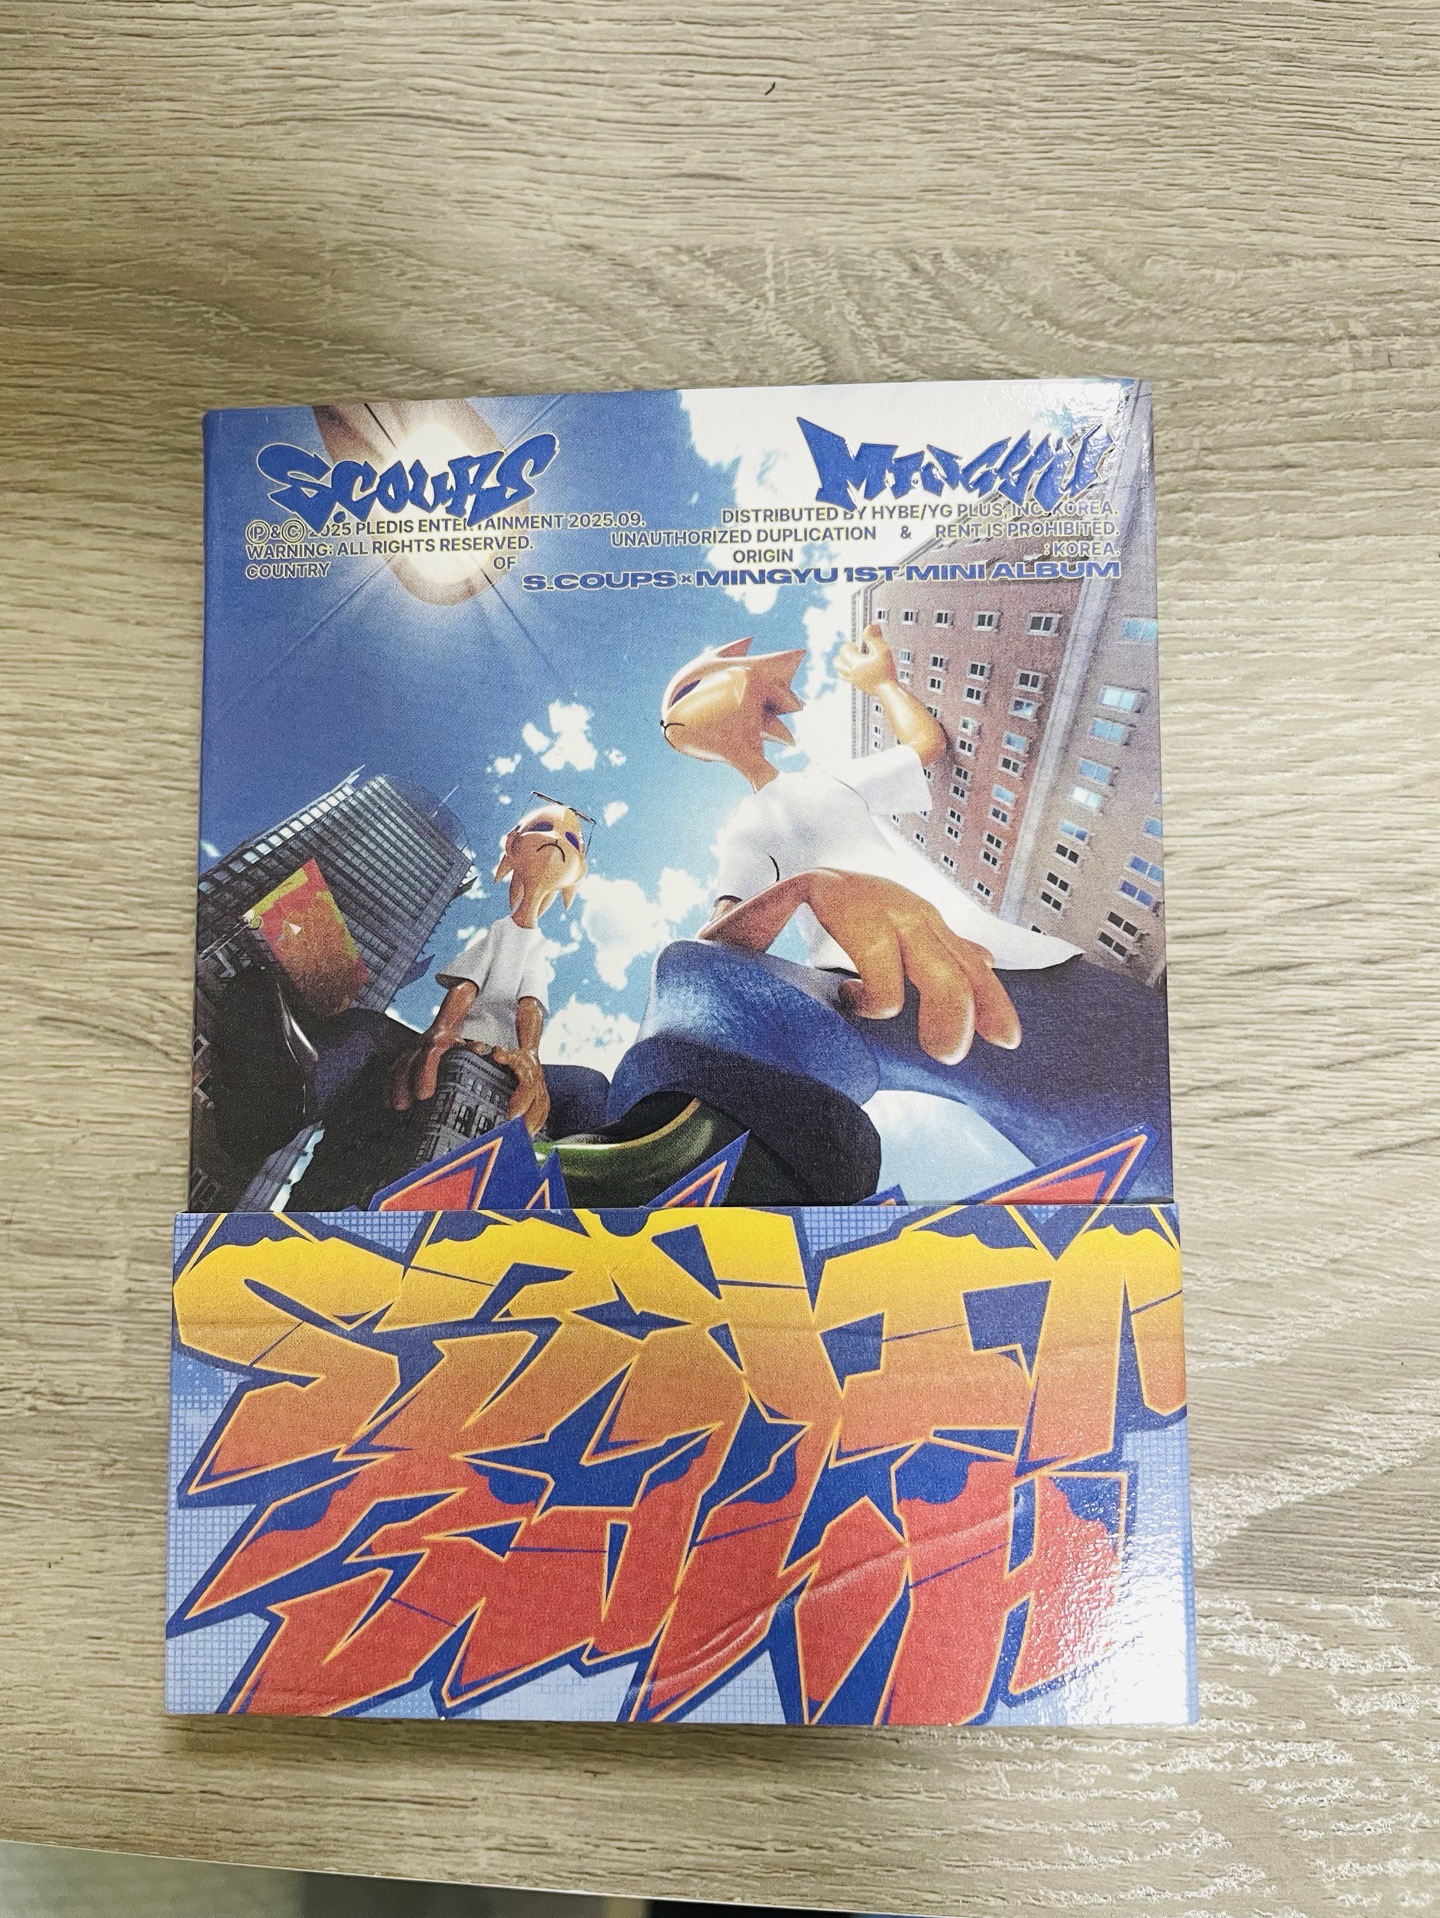 S.COUPS MINGYU
Ⓟ&Ⓒ 2025 PLEDIS ENTERTAINMENT 2025.09. DISTRIBUTED BY HYBE/YG PLUS, INC. KOREA.
WARNING: ALL RIGHTS RESERVED. UNAUTHORIZED DUPLICATION & RENT IS PROHIBITED.
COUNTRY OF ORIGIN : KOREA.
S.COUPS × MINGYU 1ST MINI ALBUM